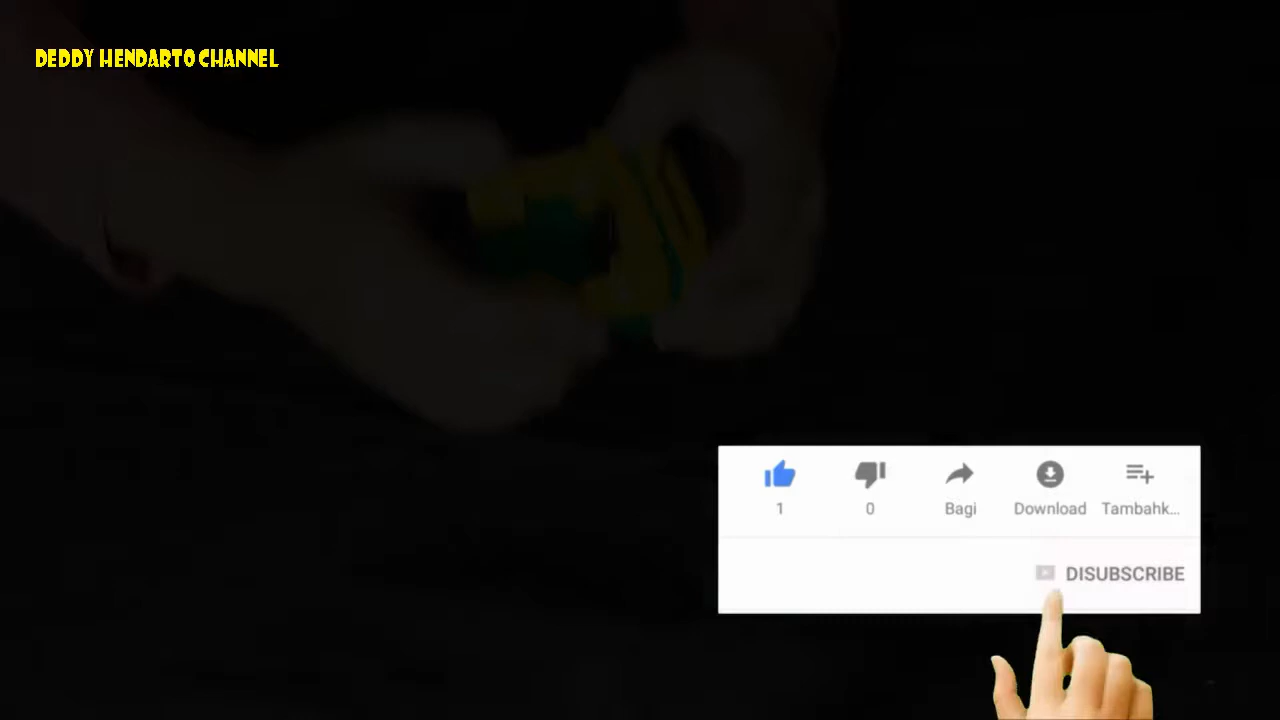 DEDDY HENDARTO CHANNEL
1
0
Bagi
Download
Tambahk...
DISUBSCRIBE